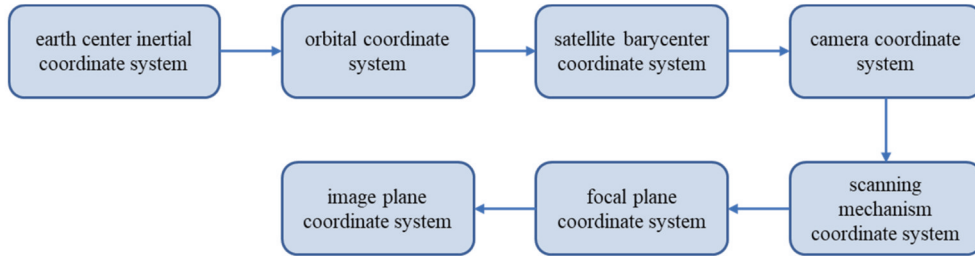 earth center inertial
coordinate system
orbital coordinate
system
satellite barycenter
coordinate system
camera coordinate
system
scanning
mechanism
coordinate system
focal plane
coordinate system
image plane
coordinate system